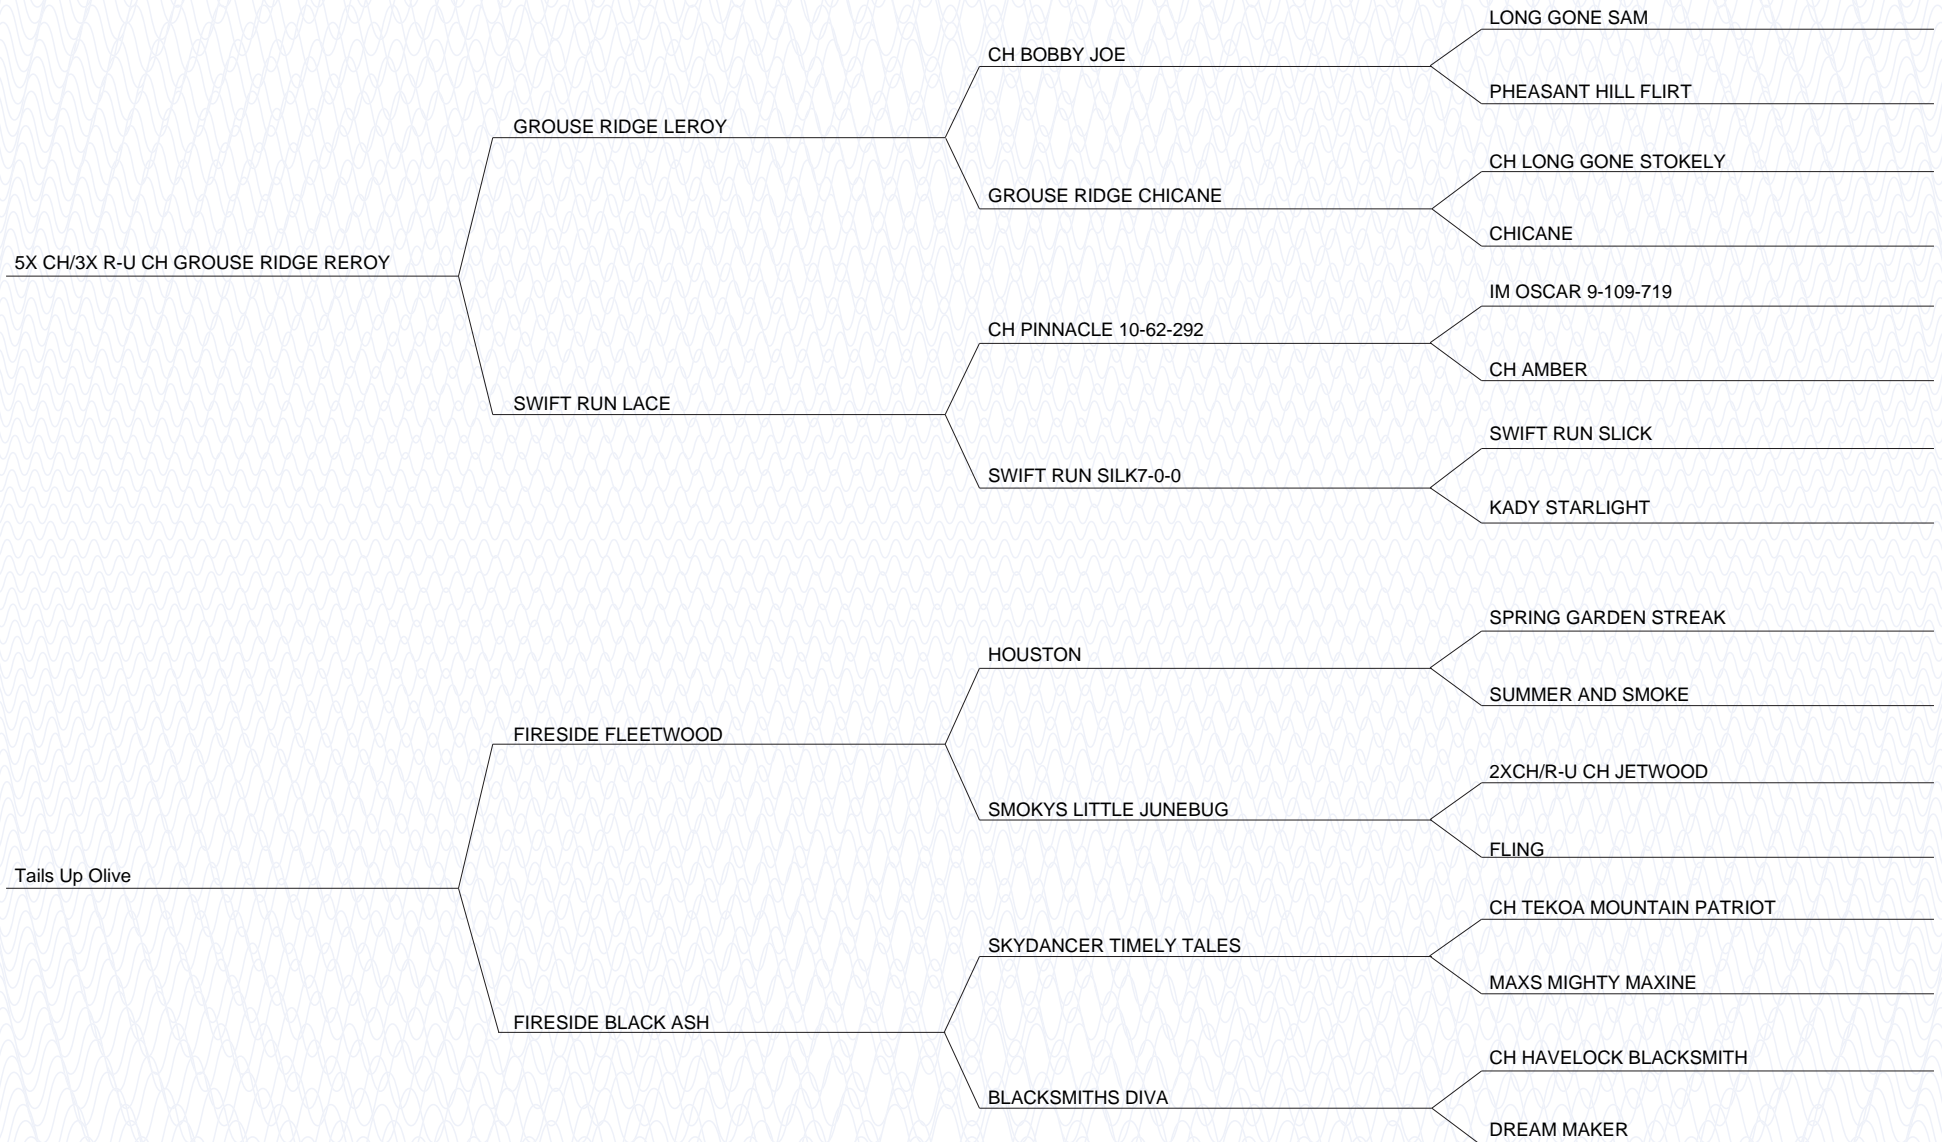 LONG GONE SAM
CH BOBBY JOE
PHEASANT HILL FLIRT
GROUSE RIDGE LEROY
CH LONG GONE STOKELY
GROUSE RIDGE CHICANE
CHICANE
5X CH/3X R-U CH GROUSE RIDGE REROY
IM OSCAR 9-109-719
CH PINNACLE 10-62-292
CH AMBER
SWIFT RUN LACE
SWIFT RUN SLICK
SWIFT RUN SILK7-0-0
KADY STARLIGHT
SPRING GARDEN STREAK
HOUSTON
SUMMER AND SMOKE
FIRESIDE FLEETWOOD
2XCH/R-U CH JETWOOD
SMOKYS LITTLE JUNEBUG
FLING
Tails Up Olive
CH TEKOA MOUNTAIN PATRIOT
SKYDANCER TIMELY TALES
MAXS MIGHTY MAXINE
FIRESIDE BLACK ASH
CH HAVELOCK BLACKSMITH
BLACKSMITHS DIVA
DREAM MAKER